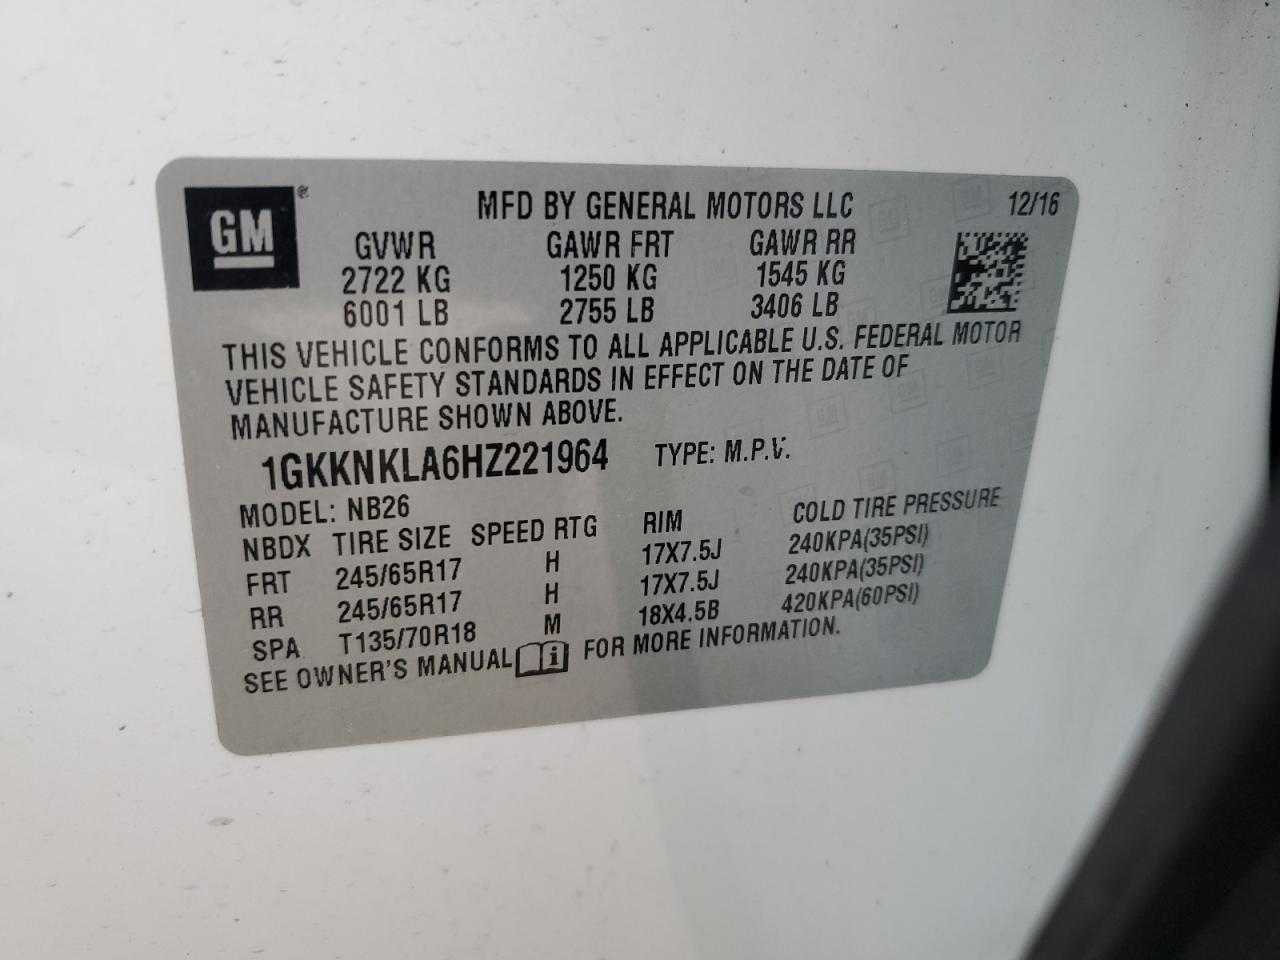 GM ®
MFD BY GENERAL MOTORS LLC 12/16
GVWR GAWR FRT GAWR RR
2722 KG 1250 KG 1545 KG
6001 LB 2755 LB 3406 LB
THIS VEHICLE CONFORMS TO ALL APPLICABLE U.S. FEDERAL MOTOR
VEHICLE SAFETY STANDARDS IN EFFECT ON THE DATE OF
MANUFACTURE SHOWN ABOVE.
1GKKNKLA6HZ221964 TYPE: M.P.V.
MODEL: NB26
NBDX TIRE SIZE SPEED RTG RIM COLD TIRE PRESSURE
FRT 245/65R17 H 17X7.5J 240KPA(35PSI)
RR 245/65R17 H 17X7.5J 240KPA(35PSI)
SPA T135/70R18 M 18X4.5B 420KPA(60PSI)
SEE OWNER'S MANUAL i FOR MORE INFORMATION.